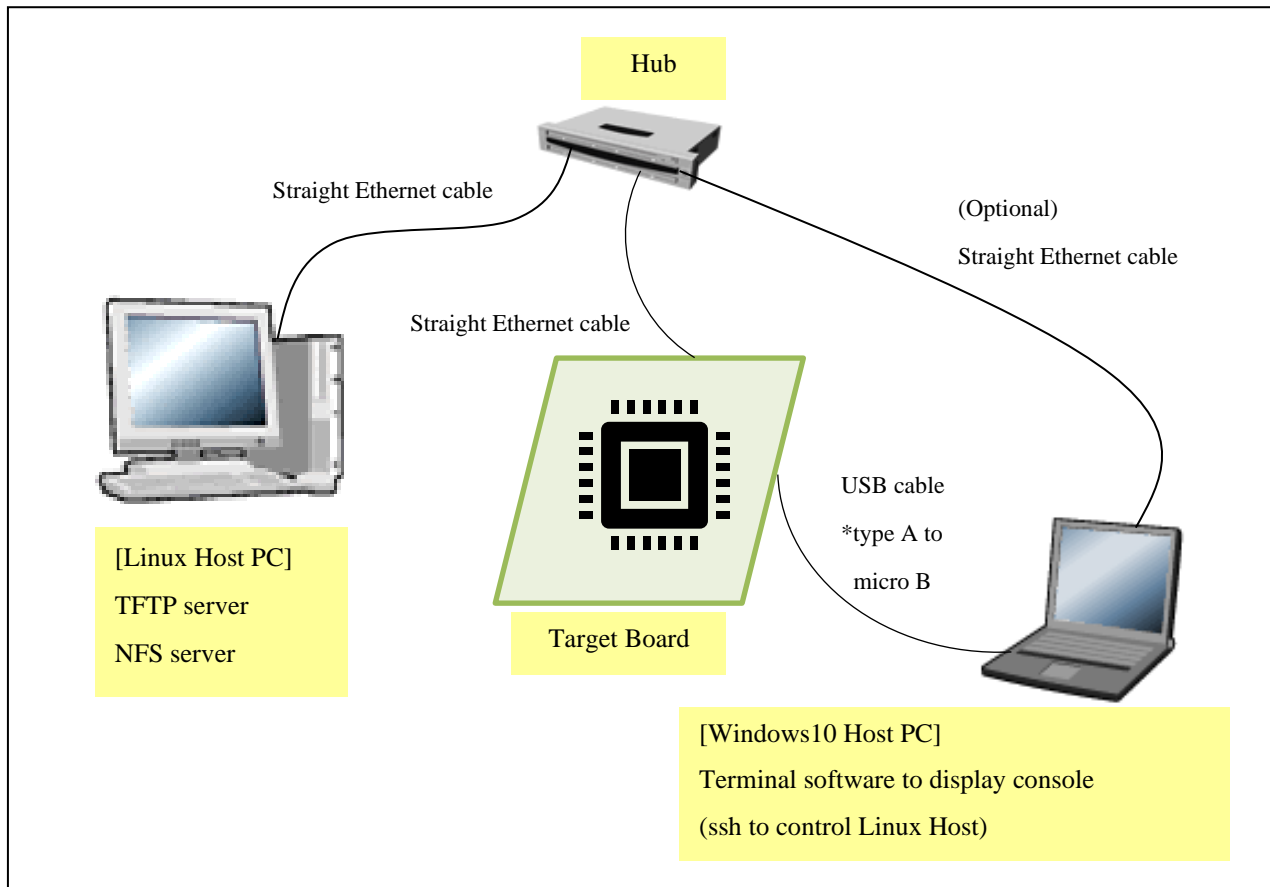 Hub
Straight Ethernet cable
(Optional)
Straight Ethernet cable
Straight Ethernet cable
USB cable
*type A to
micro B
[Linux Host PC]
TFTP server
NFS server
Target Board
[Windows10 Host PC]
Terminal software to display console
(ssh to control Linux Host)